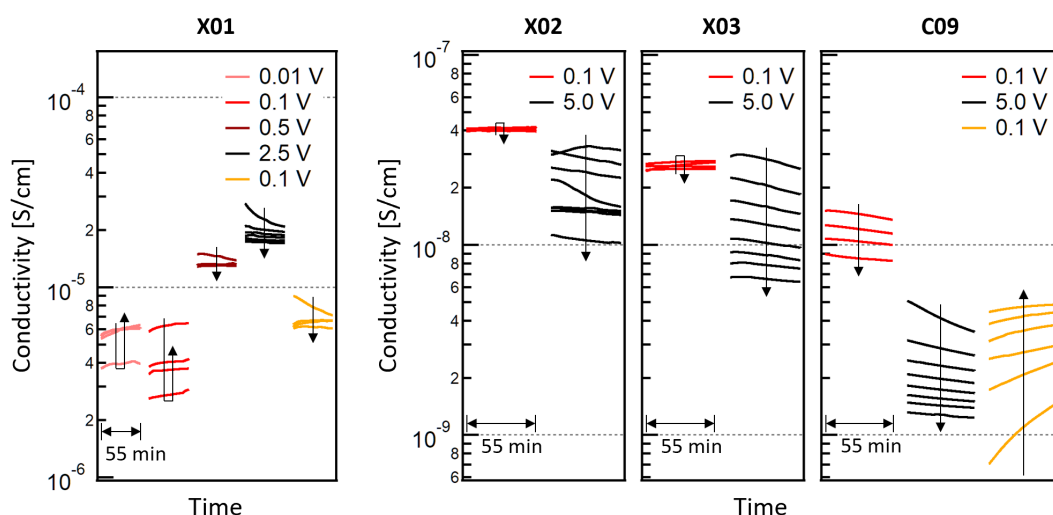 X01
X02
X03
C09
Conductivity [S/cm]
10⁻⁴
8
6
4
2
10⁻⁵
8
6
4
2
10⁻⁶
0.01 V
0.1 V
0.5 V
2.5 V
0.1 V
55 min
Time
Conductivity [S/cm]
10⁻⁷
8
6
4
2
10⁻⁸
8
6
4
2
10⁻⁹
8
6
0.1 V
5.0 V
55 min
0.1 V
5.0 V
55 min
0.1 V
5.0 V
0.1 V
55 min
Time